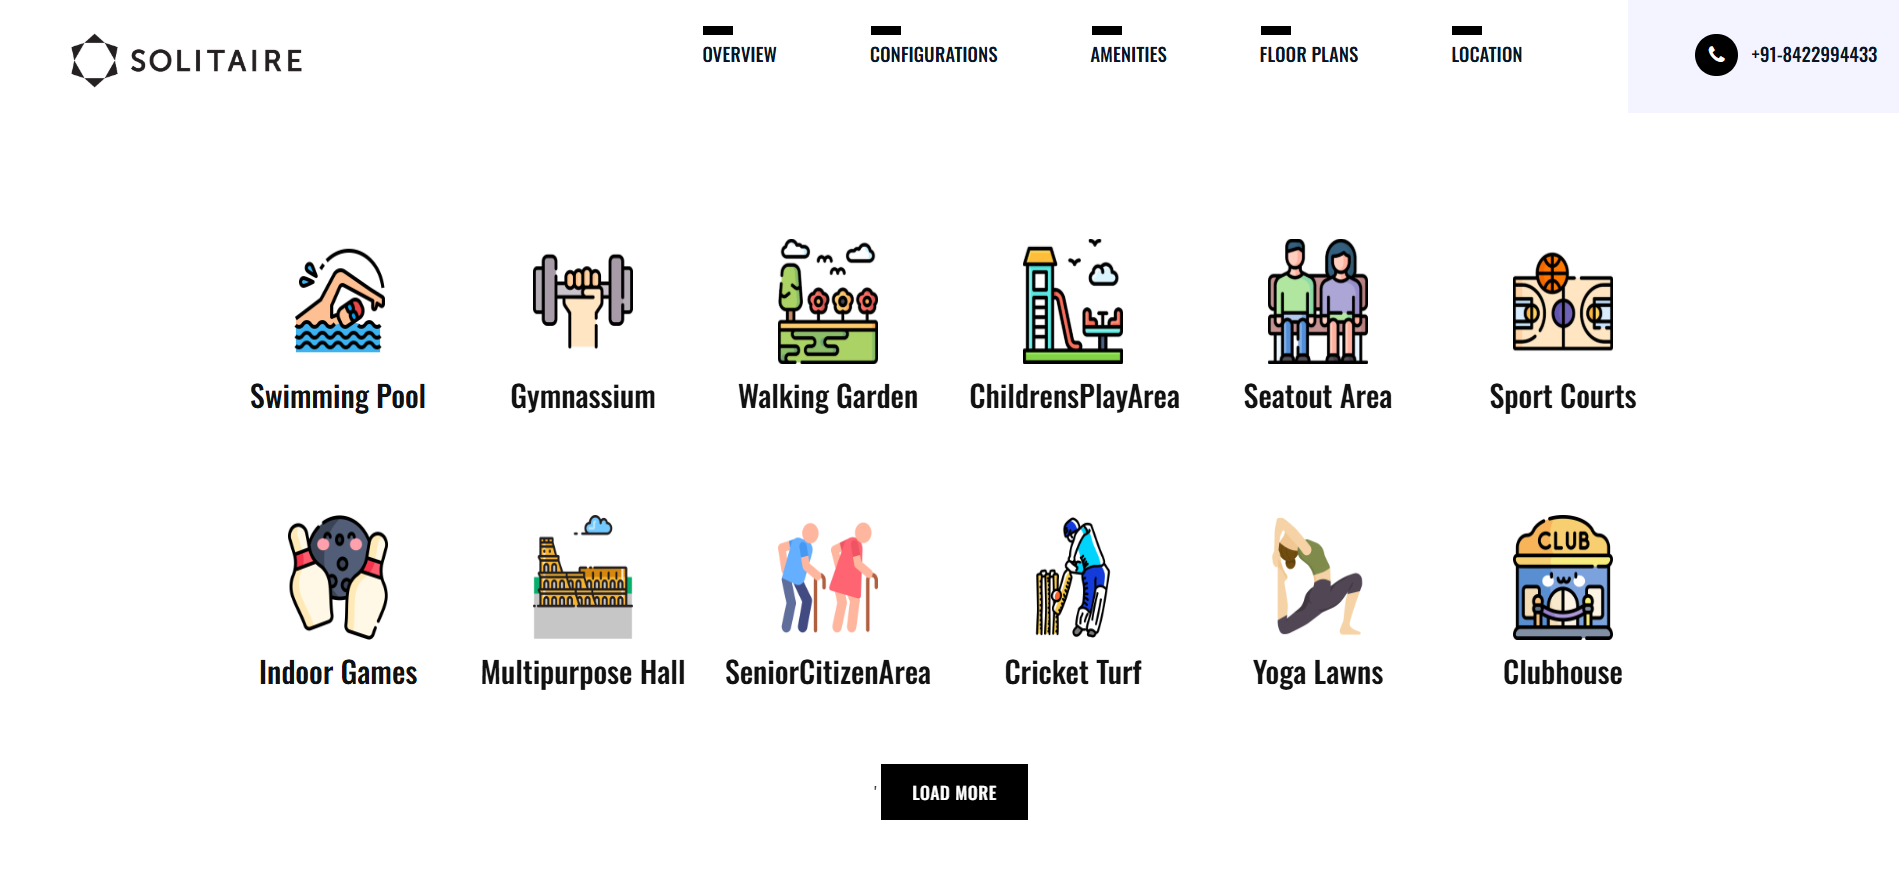 SOLITAIRE
OVERVIEW
CONFIGURATIONS
AMENITIES
FLOOR PLANS
LOCATION
+91-8422994433
Swimming Pool
Gymnassium
Walking Garden
ChildrensPlayArea
Seatout Area
Sport Courts
CLUB
Indoor Games
Multipurpose Hall
SeniorCitizenArea
Cricket Turf
Yoga Lawns
Clubhouse
' LOAD MORE